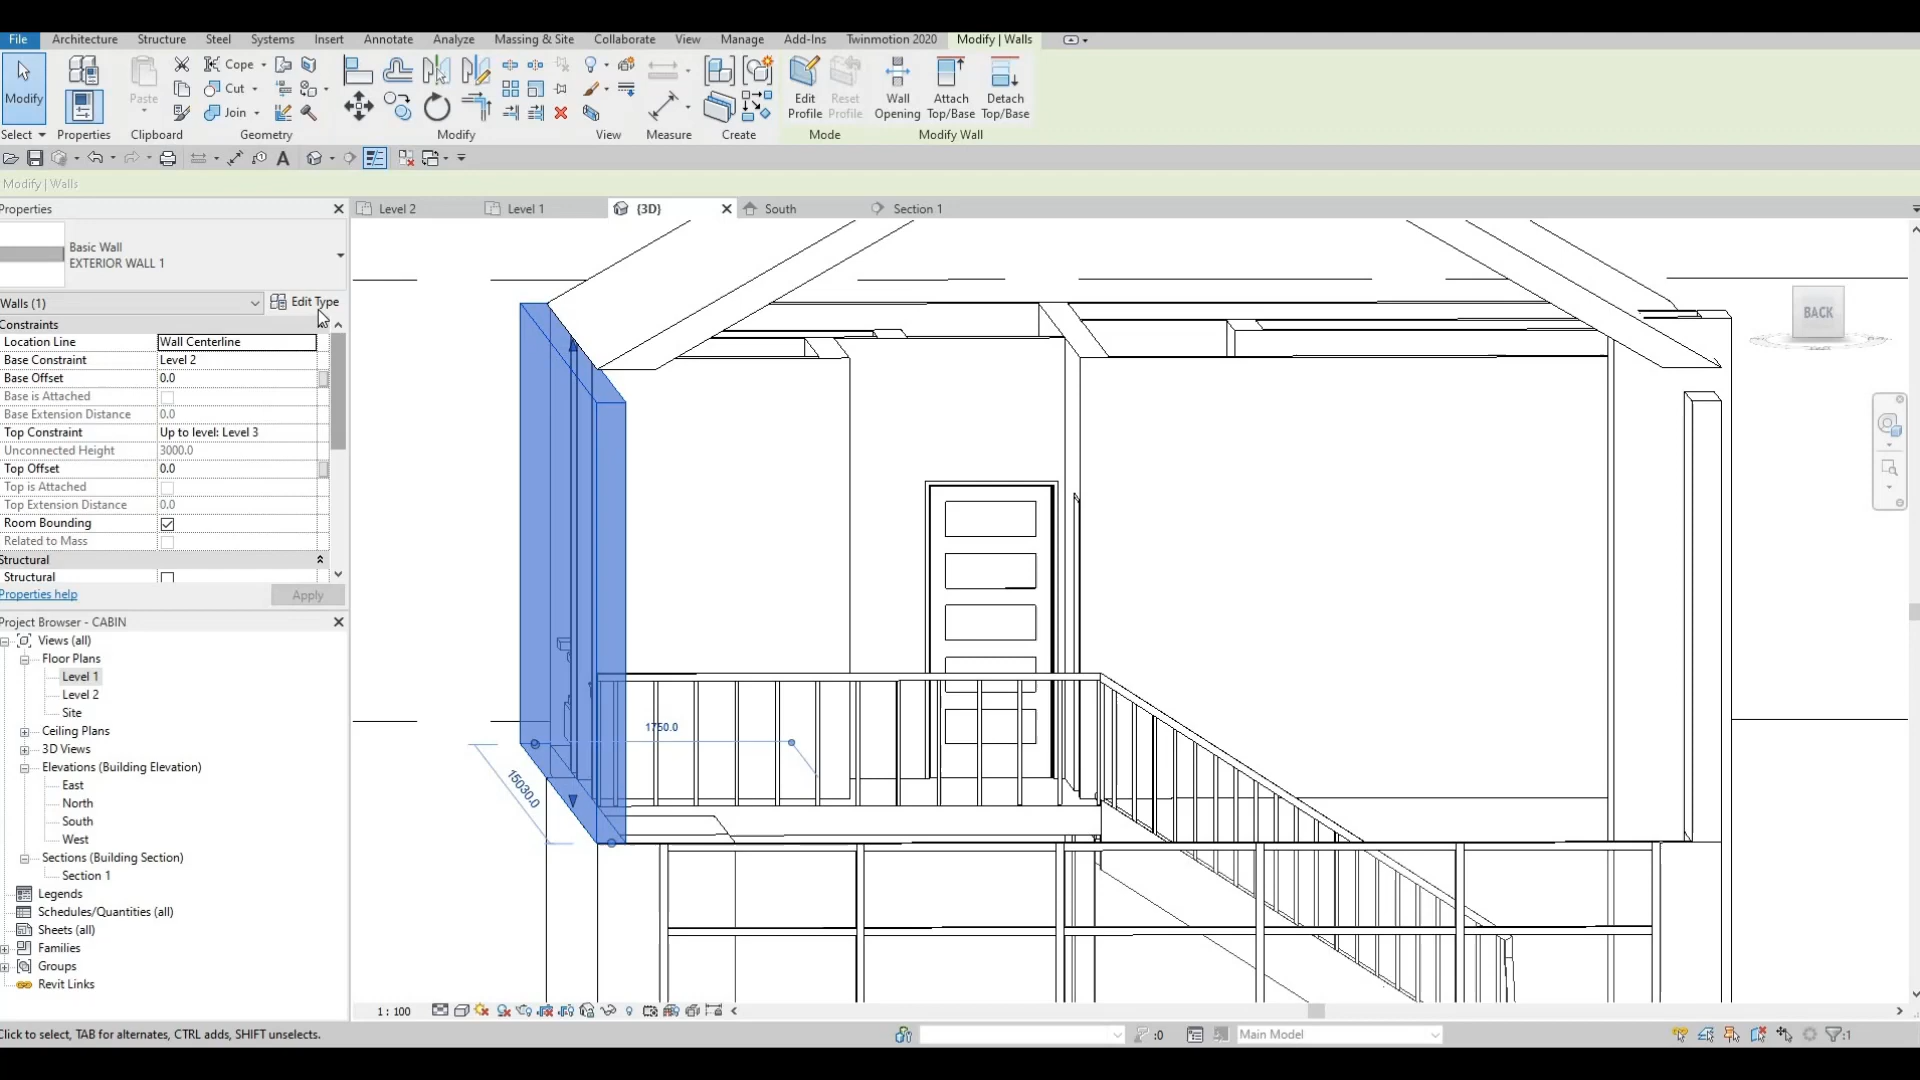 File Architecture Structure Steel Systems Insert Annotate Analyze Massing & Site Collaborate View Manage Add-Ins Twinmotion 2020 Modify | Walls
Modify
Paste
Cope
Cut
Join
Edit Profile
Reset Profile
Wall Opening
Attach Top/Base
Detach Top/Base
Select Properties Clipboard Geometry Modify View Measure Create Mode Modify Wall
Modify | Walls
Properties
Level 2 Level 1 {3D} South Section 1
Basic Wall
EXTERIOR WALL 1
Walls (1) Edit Type
Constraints
Location Line Wall Centerline
Base Constraint Level 2
Base Offset 0.0
Base is Attached
Base Extension Distance 0.0
Top Constraint Up to level: Level 3
Unconnected Height 3000.0
Top Offset 0.0
Top is Attached
Top Extension Distance 0.0
Room Bounding
Related to Mass
Structural
Structural
Properties help Apply
Project Browser - CABIN
Views (all)
Floor Plans
Level 1
Level 2
Site
Ceiling Plans
3D Views
Elevations (Building Elevation)
East
North
South
West
Sections (Building Section)
Section 1
Legends
Schedules/Quantities (all)
Sheets (all)
Families
Groups
Revit Links
BACK
1750.0
15030.0
1 : 100
Click to select, TAB for alternates, CTRL adds, SHIFT unselects.
:0
Main Model
:1